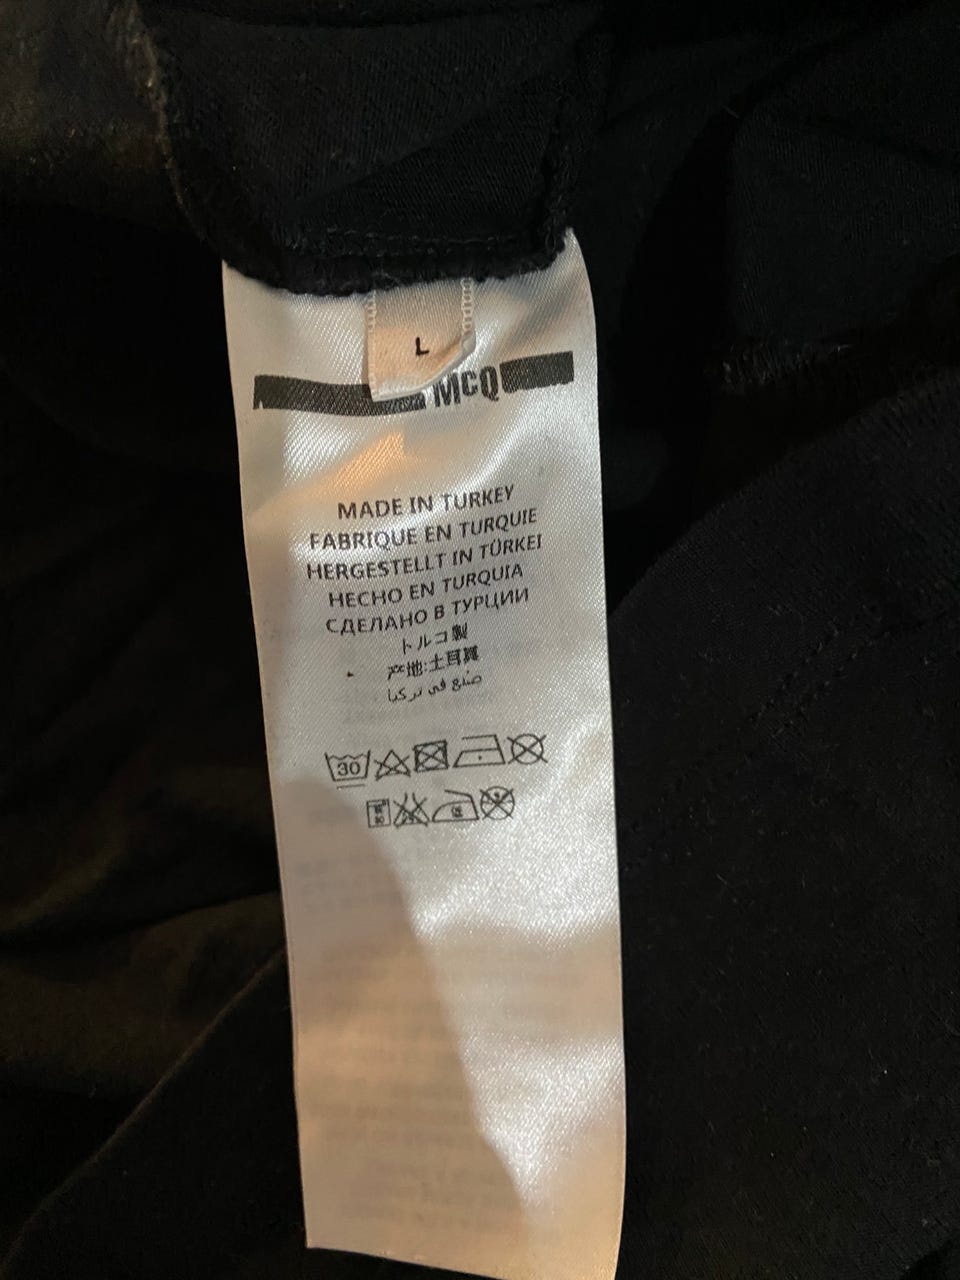 L
McQ
MADE IN TURKEY
FABRIQUE EN TURQUIE
HERGESTELLT IN TÜRKEI
HECHO EN TURQUIA
СДЕЛАНО В ТУРЦИИ
トルコ製
产地:土耳其
صنع في تركيا
30